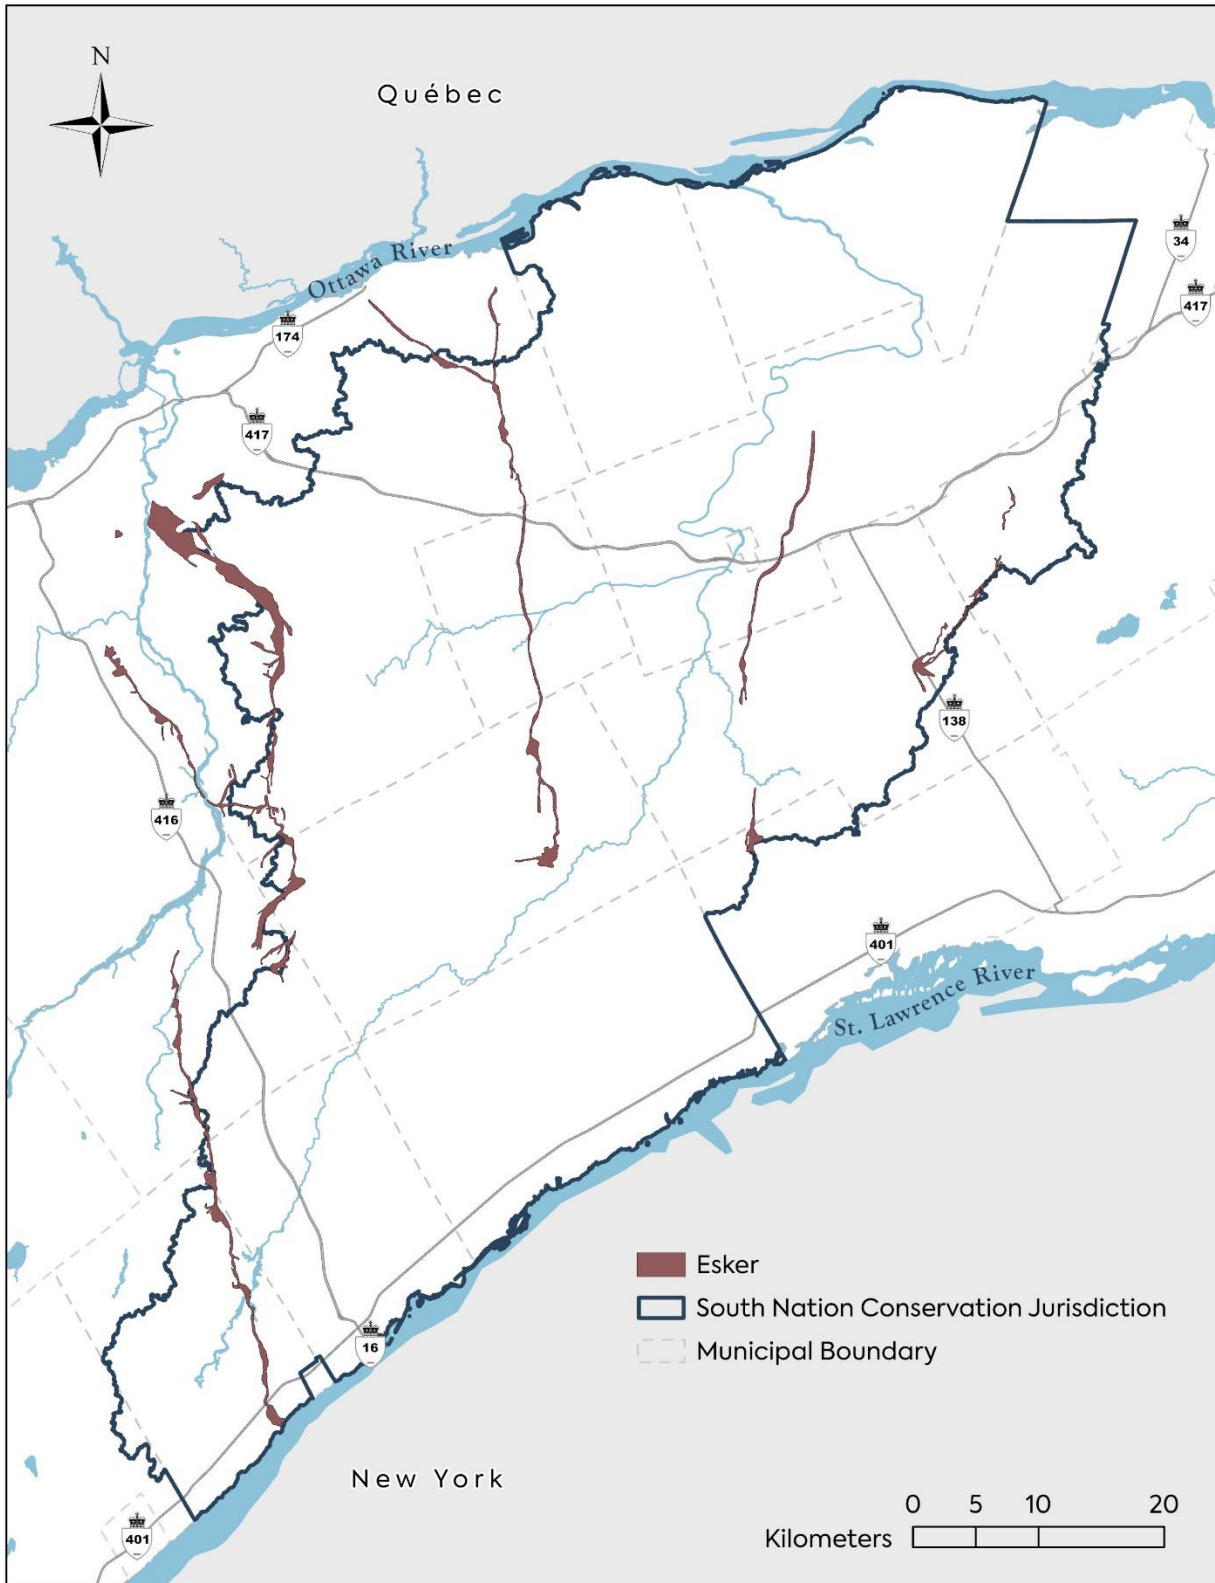 N
Québec
Ottawa River
34
417
174
417
138
416
401
St. Lawrence River
Esker
South Nation Conservation Jurisdiction
16
Municipal Boundary
New York
0 5 10 20
Kilometers
401